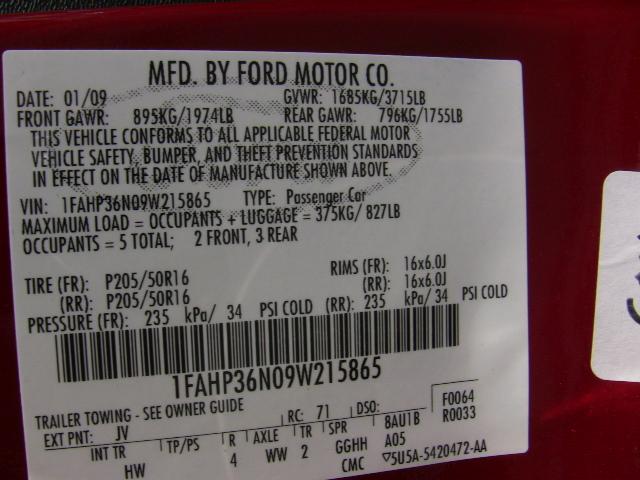 MFD. BY FORD MOTOR CO.
DATE: 01/09 GVWR: 1685KG/3715LB
FRONT GAWR: 895KG/1974LB REAR GAWR: 796KG/1755LB
THIS VEHICLE CONFORMS TO ALL APPLICABLE FEDERAL MOTOR
VEHICLE SAFETY, BUMPER, AND THEFT PREVENTION STANDARDS
IN EFFECT ON THE DATE OF MANUFACTURE SHOWN ABOVE.
VIN: 1FAHP36N09W215865 TYPE: Passenger Car
MAXIMUM LOAD = OCCUPANTS + LUGGAGE = 375KG/ 827LB
OCCUPANTS = 5 TOTAL; 2 FRONT, 3 REAR
TIRE (FR): P205/50R16 RIMS (FR): 16x6.0J
(RR): P205/50R16 (RR): 16x6.0J
PRESSURE (FR): 235 kPa/ 34 PSI COLD (RR): 235 kPa/ 34 PSI COLD
1FAHP36N09W215865
TRAILER TOWING - SEE OWNER GUIDE
EXT PNT: JV RC: 71 DSO: F0064
R0033
INT TR TP/PS R AXLE TR SPR 8AU1B
HW 4 WW 2 GGHH A05
CMC 5U5A-5420472-AA